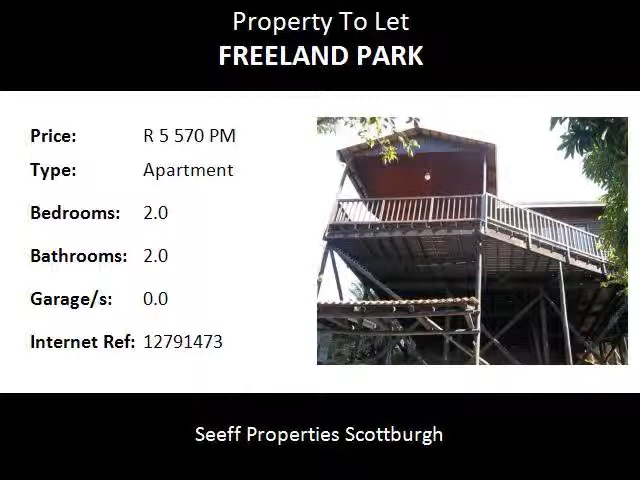 Property To Let
FREELAND PARK
Price: R 5 570 PM
Type: Apartment
Bedrooms: 2.0
Bathrooms: 2.0
Garage/s: 0.0
Internet Ref: 12791473
Seeff Properties Scottburgh